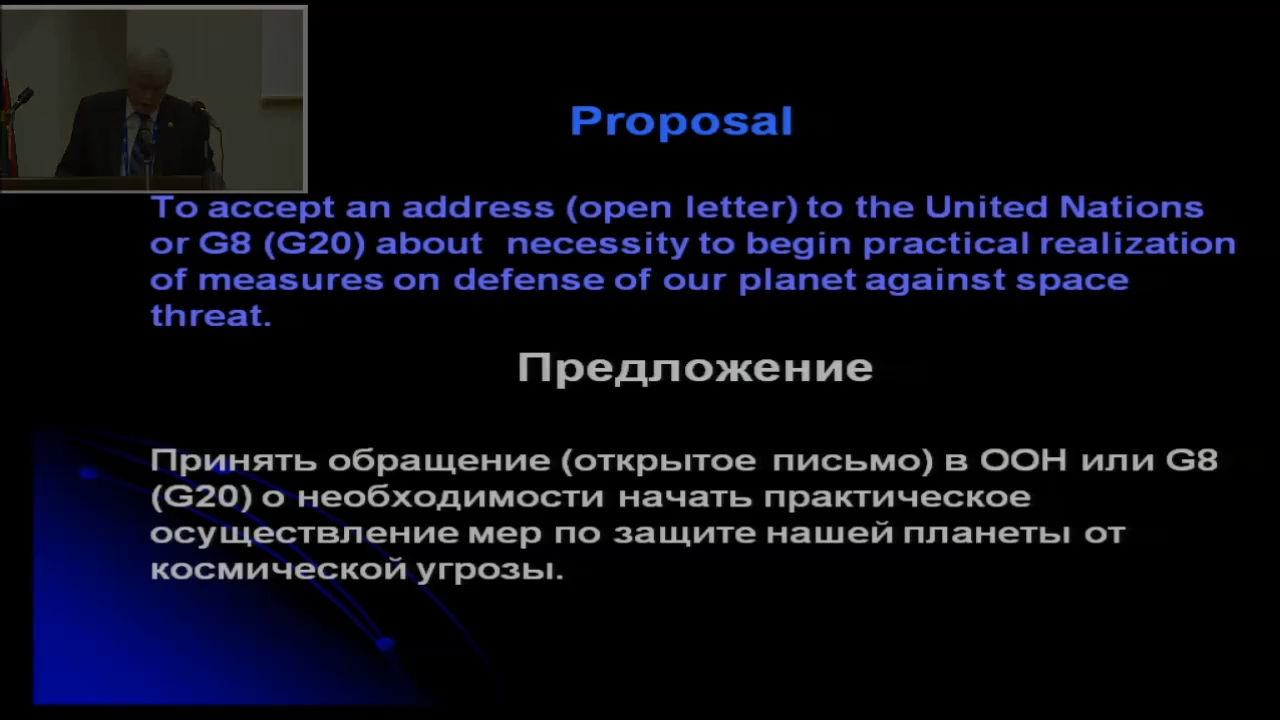 Proposal
To accept an address (open letter) to the United Nations
or G8 (G20) about necessity to begin practical realization
of measures on defense of our planet against space
threat.
Предложение
Принять обращение (открытое письмо) в ООН или G8
(G20) о необходимости начать практическое
осуществление мер по защите нашей планеты от
космической угрозы.